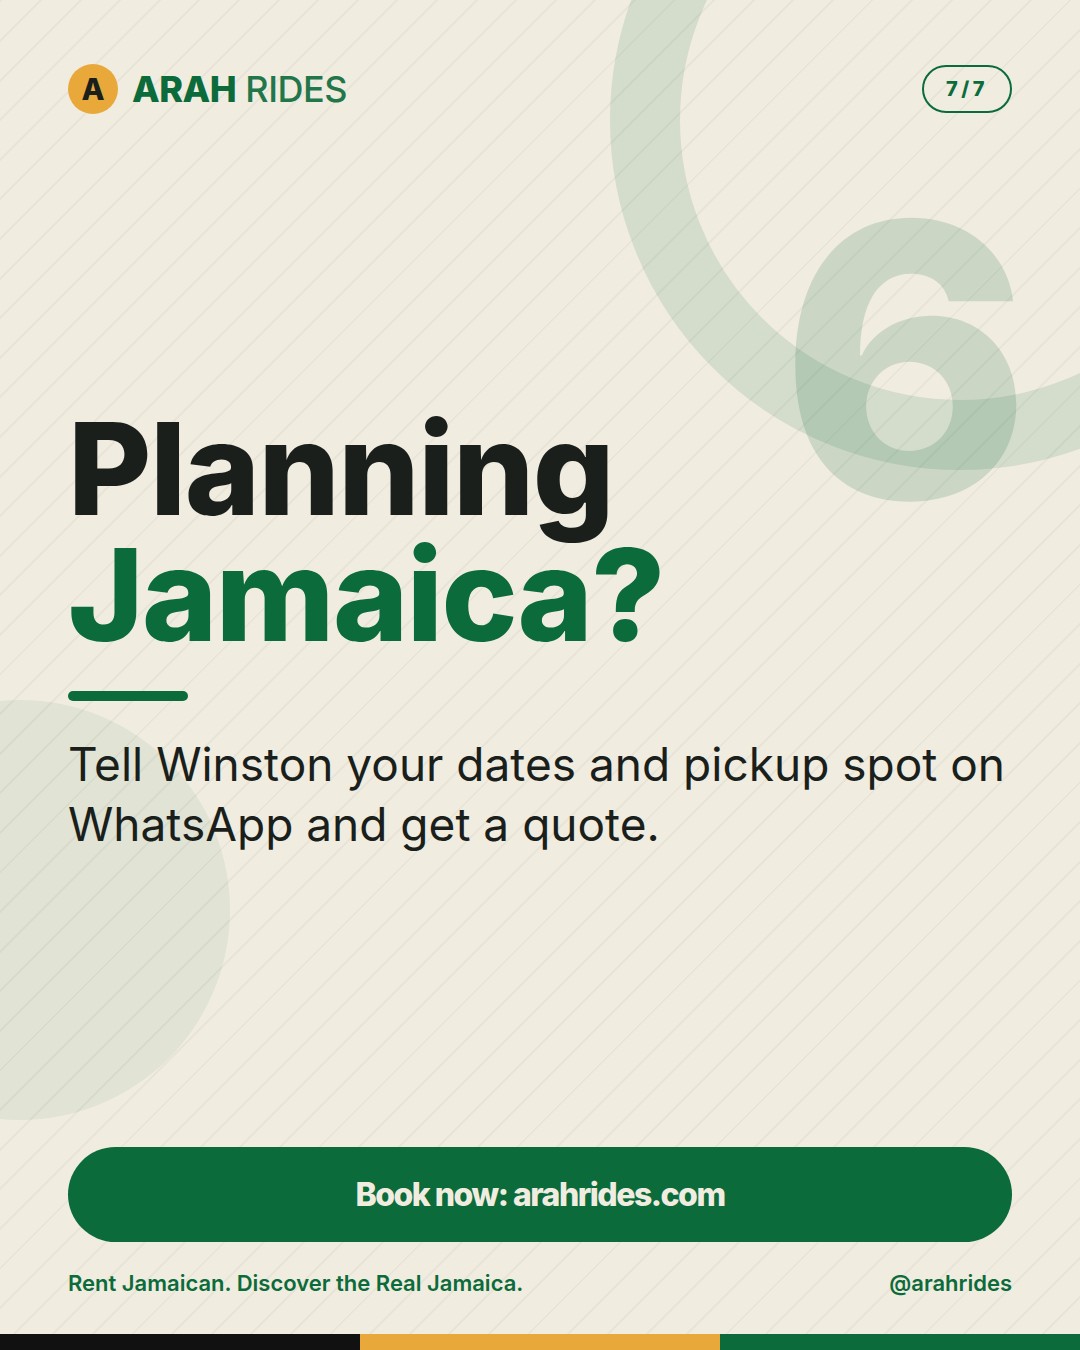 A ARAH RIDES
7/7
6
Planning
Jamaica?
Tell Winston your dates and pickup spot on
WhatsApp and get a quote.
Book now: arahrides.com
Rent Jamaican. Discover the Real Jamaica.
@arahrides